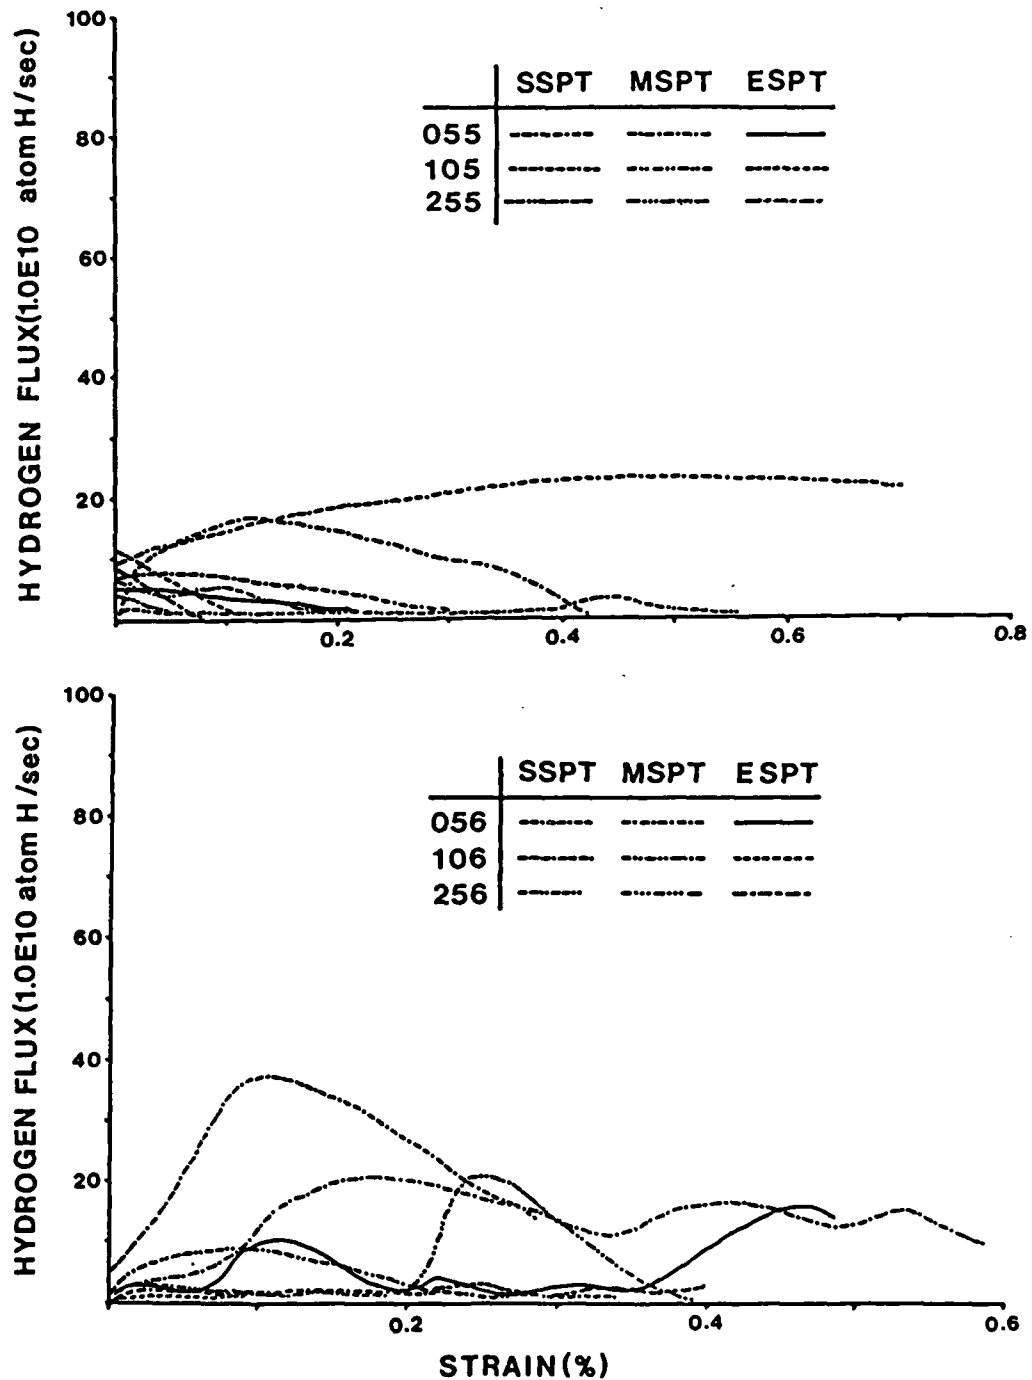 HYDROGEN FLUX(1.0E10 atom H/sec)
100
80
60
40
20
SSPT MSPT ESPT
055
105
255
0.2 0.4 0.6 0.8
HYDROGEN FLUX(1.0E10 atom H/sec)
100
80
60
40
20
SSPT MSPT ESPT
056
106
256
0.2 0.4 0.6
STRAIN(%)